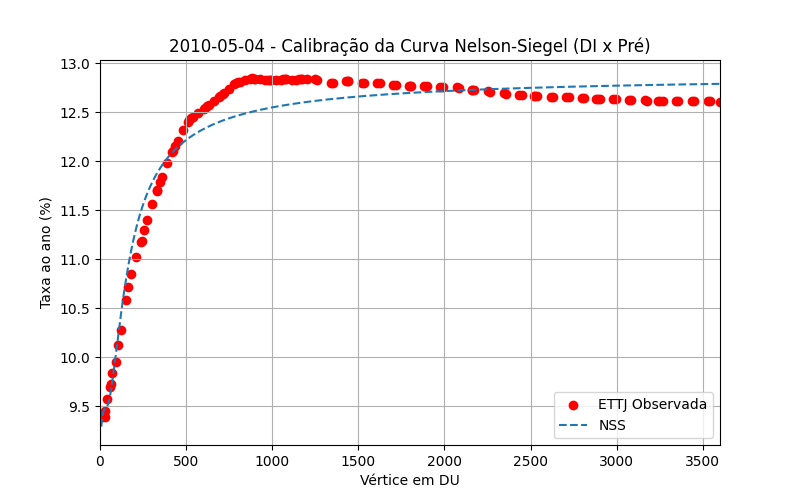 2010-05-04 - Calibração da Curva Nelson-Siegel (DI x Pré)
Taxa ao ano (%)
13.0
12.5
12.0
11.5
11.0
10.5
10.0
9.5
0 500 1000 1500 2000 2500 3000 3500
Vértice em DU
ETTJ Observada
NSS